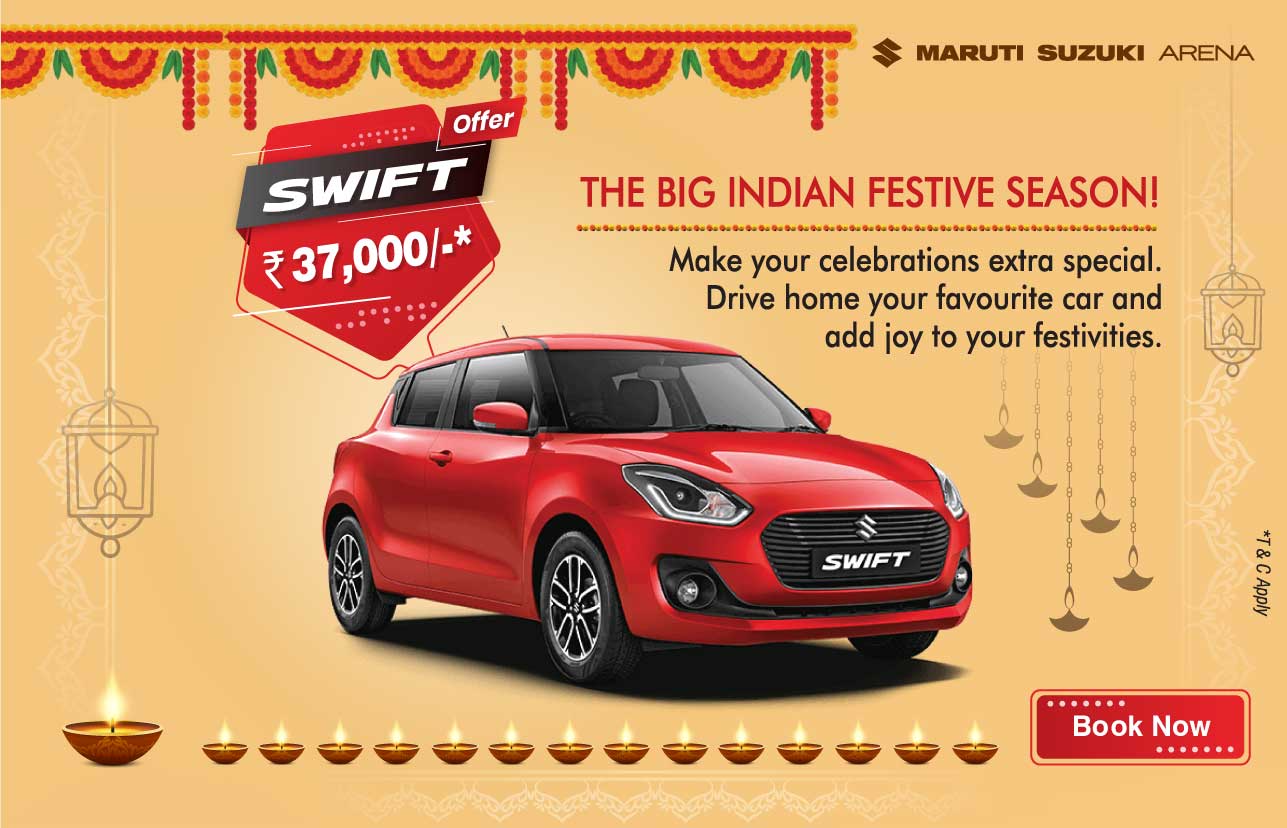 MARUTI SUZUKI ARENA
Offer
SWIFT
₹ 37,000/-*
THE BIG INDIAN FESTIVE SEASON!
Make your celebrations extra special.
Drive home your favourite car and
add joy to your festivities.
SWIFT
*T & C Apply
Book Now